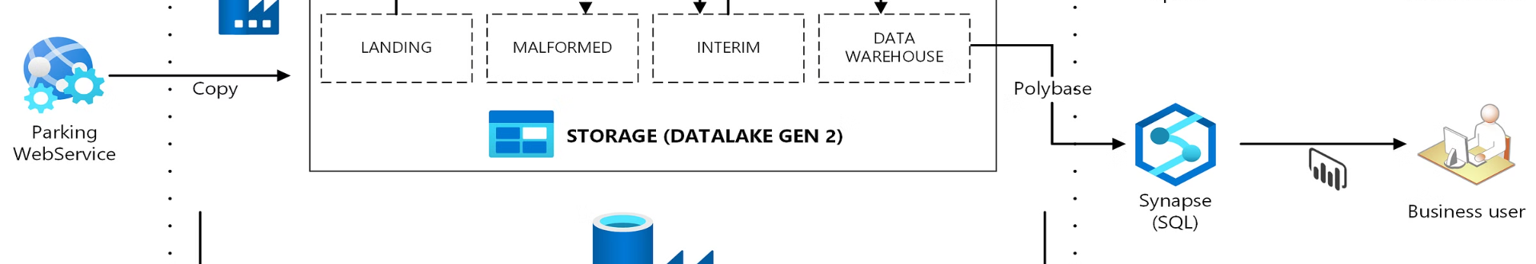 LANDING
MALFORMED
INTERIM
DATA
WAREHOUSE
Copy
Polybase
Parking
WebService
STORAGE (DATALAKE GEN 2)
Synapse
(SQL)
Business user